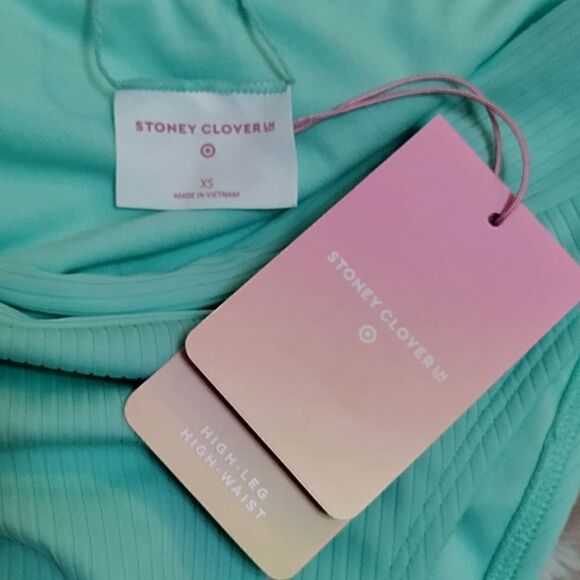 STONEY CLOVER LN
XS
MADE IN VIETNAM
STONEY CLOVER LN
HIGH-LEG
HIGH-WAIST